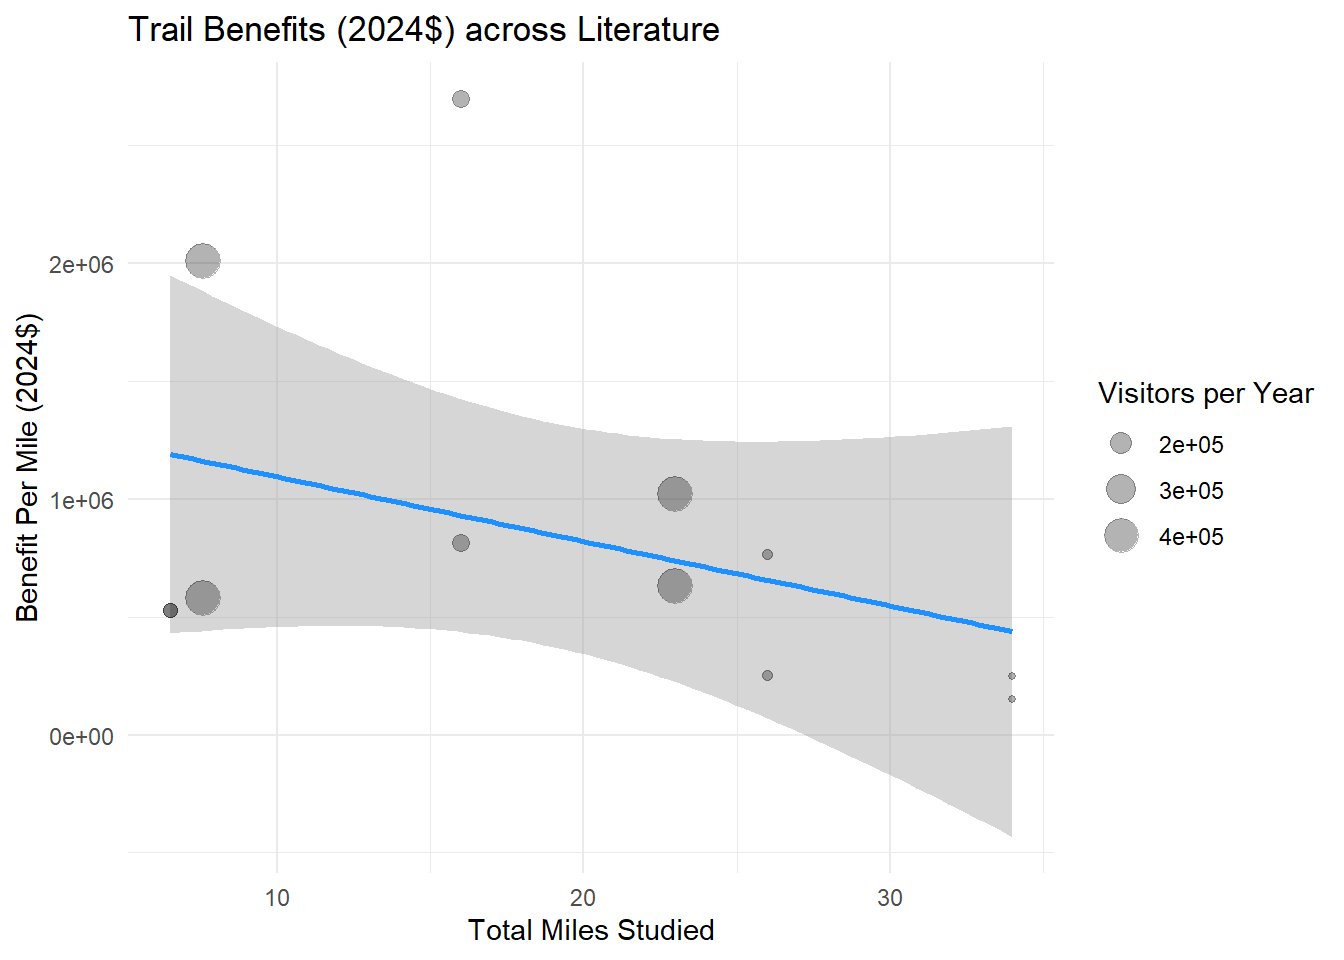 Trail Benefits (2024$) across Literature
Benefit Per Mile (2024$)
2e+06
1e+06
0e+00
10
20
30
Total Miles Studied
Visitors per Year
2e+05
3e+05
4e+05